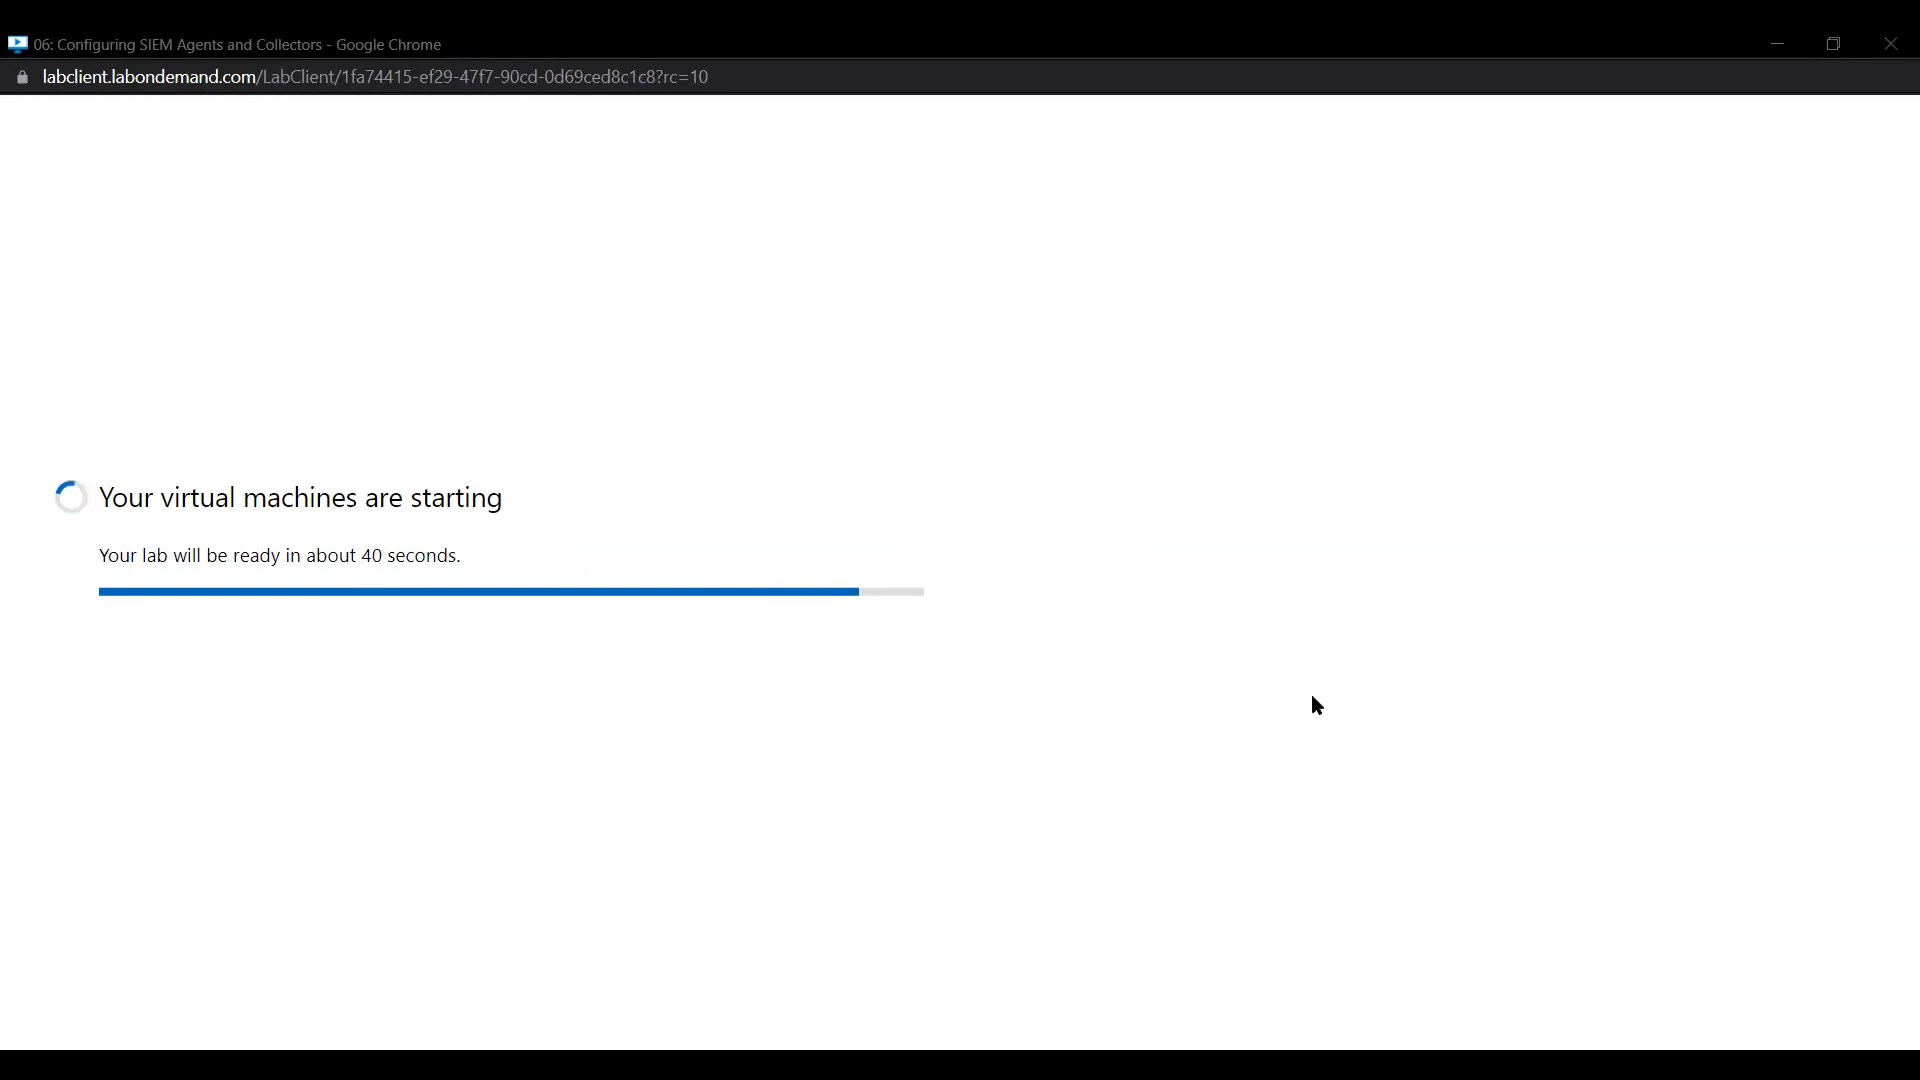 06: Configuring SIEM Agents and Collectors - Google Chrome
labclient.labondemand.com/LabClient/1fa74415-ef29-47f7-90cd-0d69ced8c1c8?rc=10
Your virtual machines are starting
Your lab will be ready in about 40 seconds.